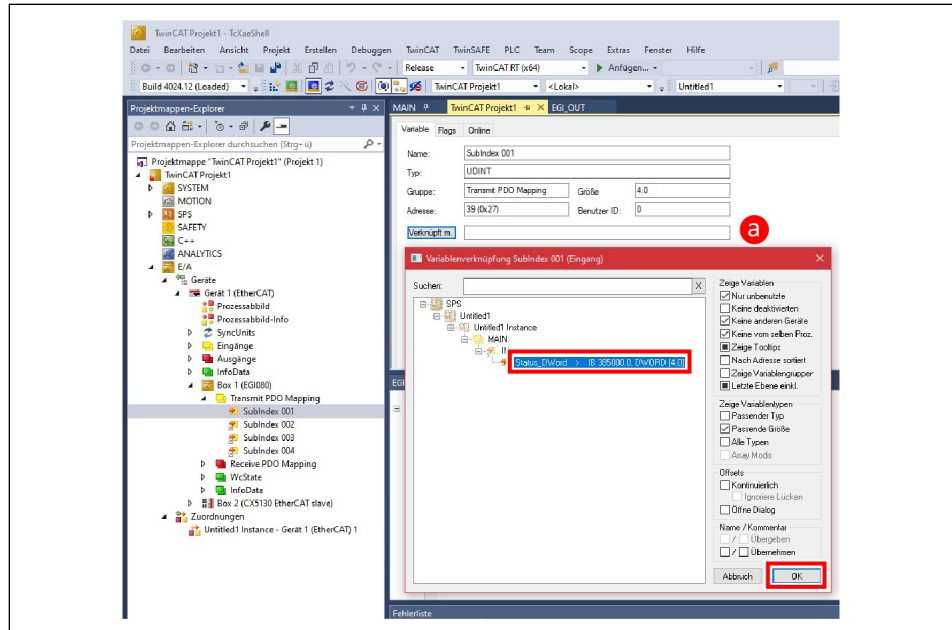 TwinCAT Projekt1 - TcXaeShell
Datei Bearbeiten Ansicht Projekt Erstellen Debuggen TwinCAT TwinSAFE PLC Team Scope Extras Fenster Hilfe
Release TwinCAT RT (x64) Anfügen...
Build 4024.12 (Loaded) TwinCAT Projekt1 <Lokal> Untitled1
Projektmappen-Explorer
Projektmappen-Explorer durchsuchen (Strg+ü)
Projektmappe "TwinCAT Projekt1" (Projekt 1)
TwinCAT Projekt1
SYSTEM
MOTION
SPS
SAFETY
C++
ANALYTICS
E/A
Geräte
Gerät 1 (EtherCAT)
Prozessabbild
Prozessabbild-Info
SyncUnits
Eingänge
Ausgänge
InfoData
Box 1 (EGI080)
Transmit PDO Mapping
SubIndex 001
SubIndex 002
SubIndex 003
SubIndex 004
Receive PDO Mapping
WcState
InfoData
Box 2 (CX5130 EtherCAT slave)
Zuordnungen
Untitled1 Instance - Gerät 1 (EtherCAT) 1
MAIN TwinCAT Projekt1 EGI_OUT
Variable Flags Online
Name: SubIndex 001
Typ: UDINT
Gruppe: Transmit PDO Mapping Größe 4.0
Adresse: 39 (0x27) Benutzer ID: 0
Verknüpft m.
a
Variablenverknüpfung SubIndex 001 (Eingang)
Suchen: X
SPS
Untitled1
Untitled1 Instance
MAIN.
Status_DWord > IB 385000.0, DWORD [4.0]
Zeige Variablen
Nur unbenutzte
Keine deaktivierten
Keine anderen Geräte
Keine vom selben Proz.
Zeige Tooltips
Nach Adresse sortiert
Zeige Variablengrupper
Letzte Ebene einkl.
Zeige Variablentypen
Passender Typ
Passende Größe
Alle Typen
Array Modis
Offsets
Kontinuierlich
Ignoriere Lücken
Öffne Dialog
Name / Kommentar
/ Übergeben
/ Übernehmen
Abbruch OK
EGI
Fehlerliste